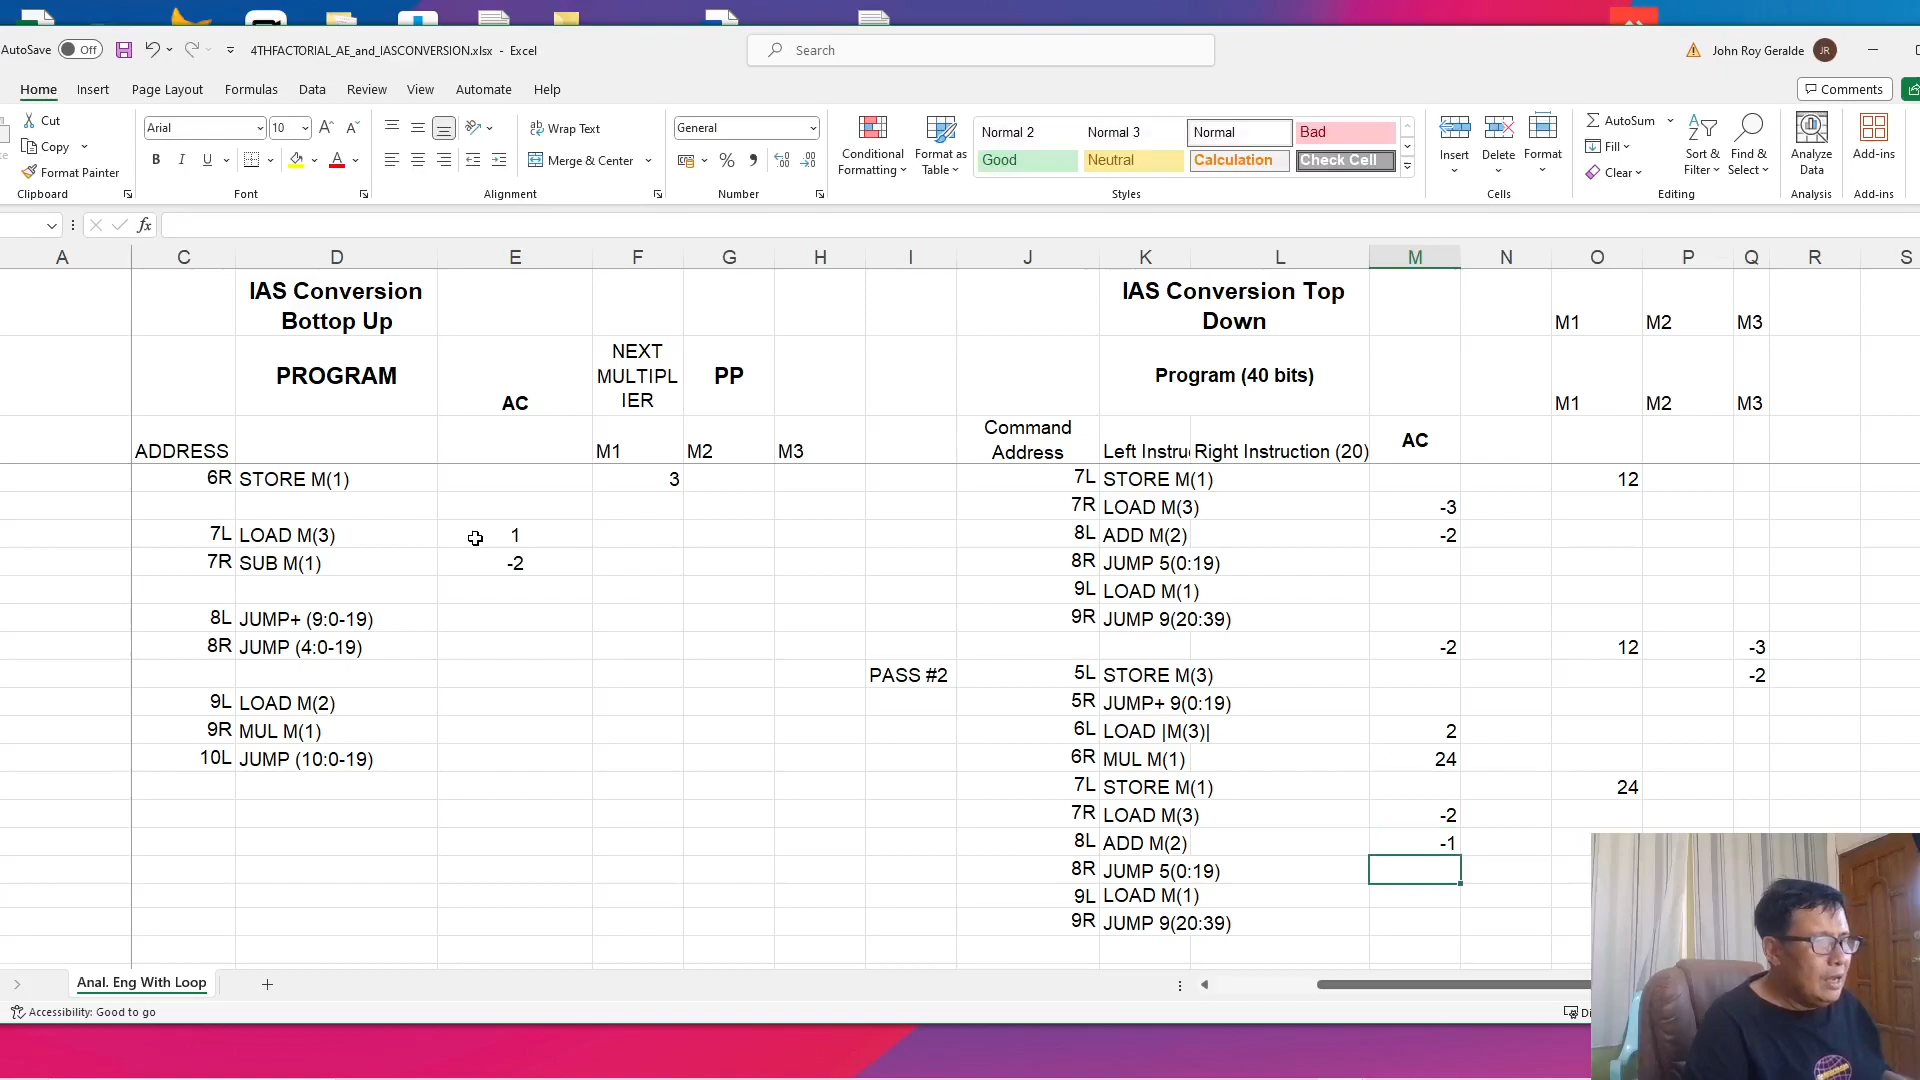 AutoSave Off 4THFACTORIAL_AE_and_IASCONVERSION.xlsx - Excel Search John Roy Geralde JR
Home Insert Page Layout Formulas Data Review View Automate Help Comments
Cut
Copy
Format Painter
Clipboard
Arial 10
B I U A
Font
Wrap Text
Merge & Center
Alignment
General
Number
Conditional Formatting
Format as Table
Normal 2 Normal 3 Normal Bad
Good Neutral Calculation Check Cell
Styles
Insert Delete Format
Cells
AutoSum
Fill
Clear
Sort & Filter
Find & Select
Editing
Analyze Data
Analysis
Add-ins
Add-ins
fx
A C D E F G H I J K L M N O P Q R S
IAS Conversion Bottop Up IAS Conversion Top Down M1 M2 M3
PROGRAM AC NEXT MULTIPLIER PP Program (40 bits) M1 M2 M3
ADDRESS M1 M2 M3 Command Address Left Instru Right Instruction (20) AC
6R STORE M(1) 3 7L STORE M(1) 12
7R LOAD M(3) -3
7L LOAD M(3) 1 8L ADD M(2) -2
7R SUB M(1) -2 8R JUMP 5(0:19)
9L LOAD M(1)
8L JUMP+ (9:0-19) 9R JUMP 9(20:39)
8R JUMP (4:0-19) -2 12 -3
PASS #2 5L STORE M(3) -2
9L LOAD M(2) 5R JUMP+ 9(0:19)
9R MUL M(1) 6L LOAD |M(3)| 2
10L JUMP (10:0-19) 6R MUL M(1) 24
7L STORE M(1) 24
7R LOAD M(3) -2
8L ADD M(2) -1
8R JUMP 5(0:19)
9L LOAD M(1)
9R JUMP 9(20:39)
Anal. Eng With Loop
Accessibility: Good to go